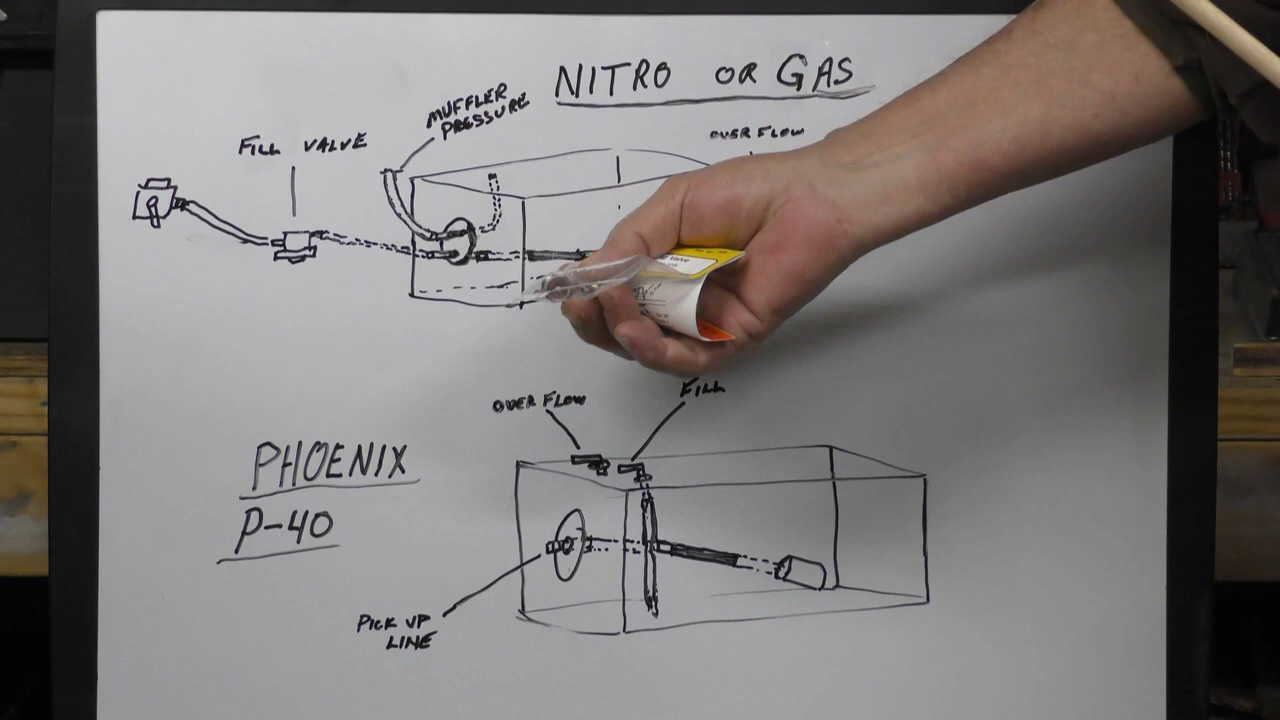 NITRO OR GAS
MUFFLER
PRESSURE
FILL VALVE
OVER FLOW
OVER FLOW
FILL
PHOENIX
P-40
PICK UP
LINE